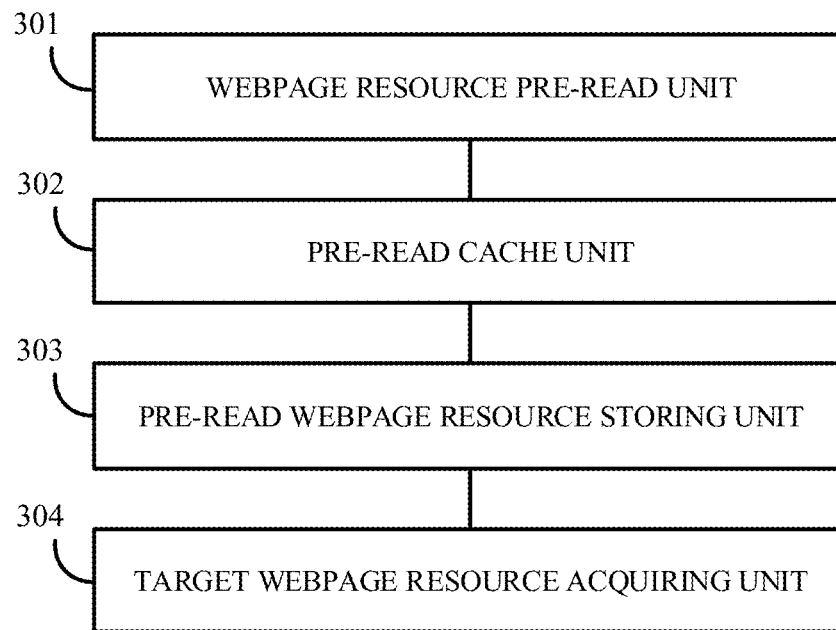 301
WEBPAGE RESOURCE PRE-READ UNIT
302
PRE-READ CACHE UNIT
303
PRE-READ WEBPAGE RESOURCE STORING UNIT
304
TARGET WEBPAGE RESOURCE ACQUIRING UNIT